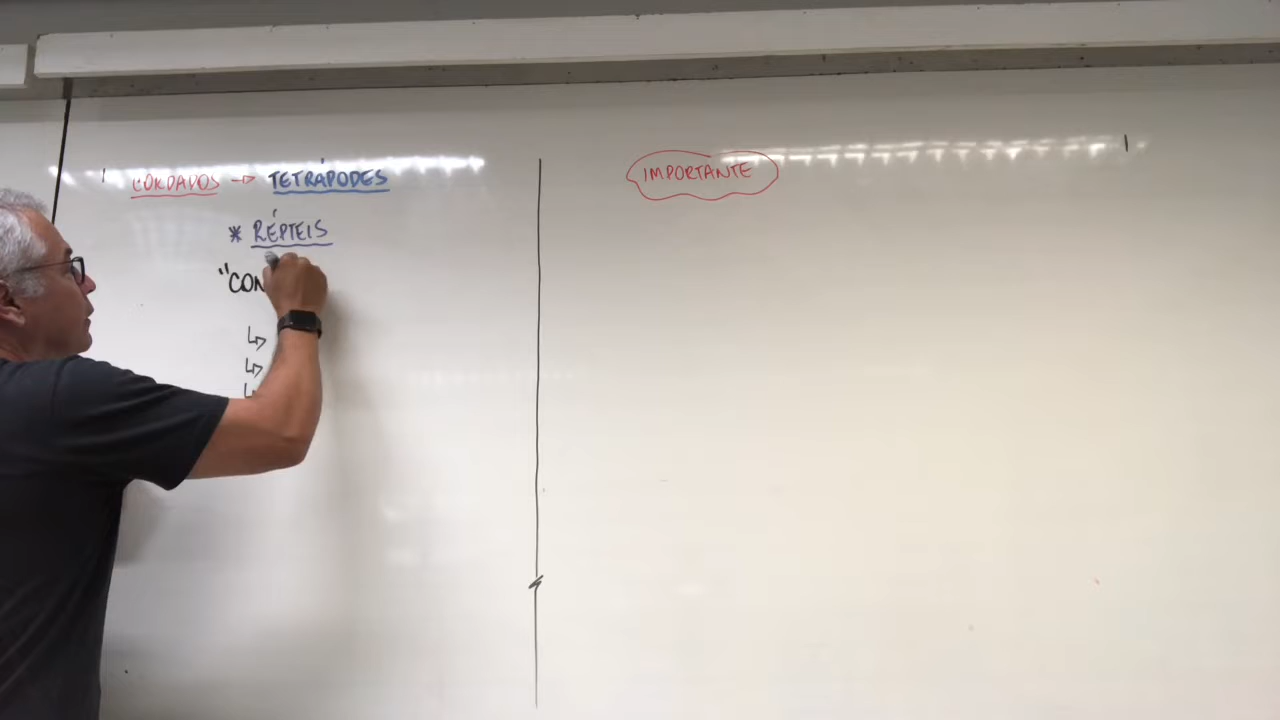 CORDADOS → TETRÁPODES
* RÉPTEIS
"CON
↳
↳
↳
IMPORTANTE